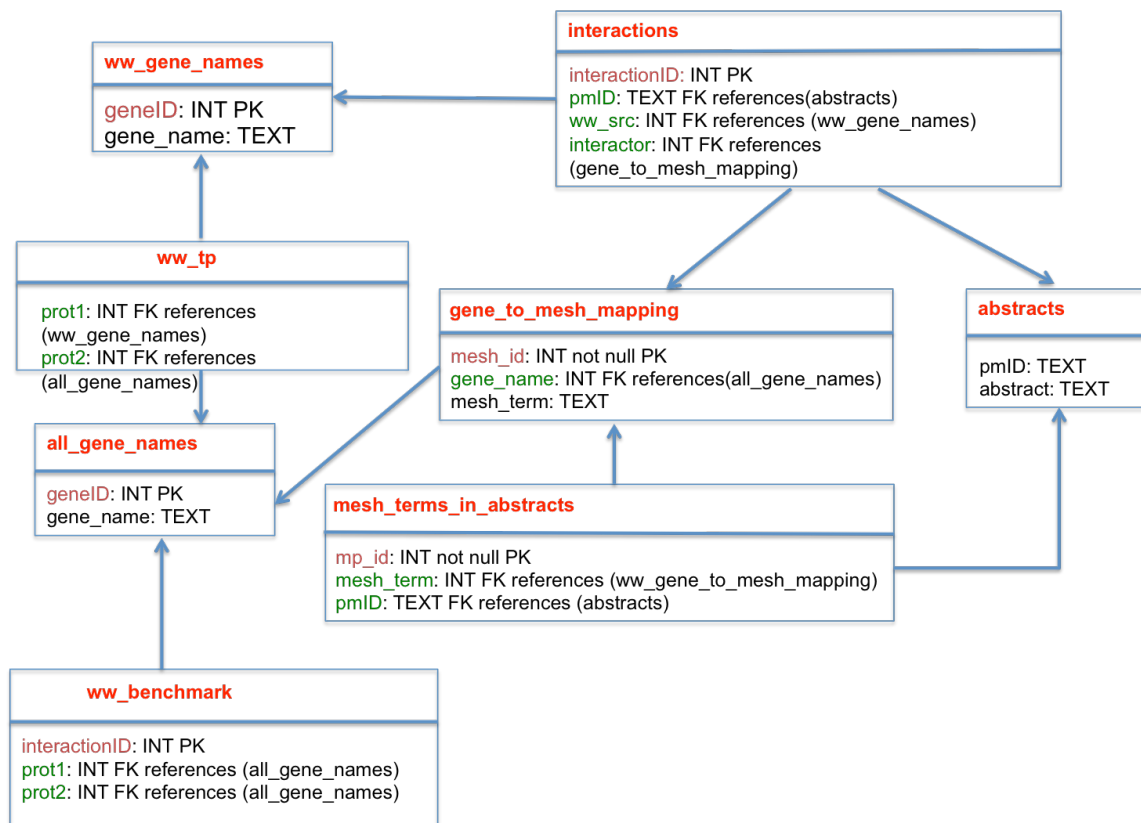 interactions
interactionID: INT PK
pmID: TEXT FK references(abstracts)
ww_src: INT FK references (ww_gene_names)
interactor: INT FK references
(gene_to_mesh_mapping)
ww_gene_names
geneID: INT PK
gene_name: TEXT
ww_tp
prot1: INT FK references
(ww_gene_names)
prot2: INT FK references
(all_gene_names)
gene_to_mesh_mapping
mesh_id: INT not null PK
gene_name: INT FK references(all_gene_names)
mesh_term: TEXT
abstracts
pmID: TEXT
abstract: TEXT
all_gene_names
geneID: INT PK
gene_name: TEXT
mesh_terms_in_abstracts
mp_id: INT not null PK
mesh_term: INT FK references (ww_gene_to_mesh_mapping)
pmID: TEXT FK references (abstracts)
ww_benchmark
interactionID: INT PK
prot1: INT FK references (all_gene_names)
prot2: INT FK references (all_gene_names)